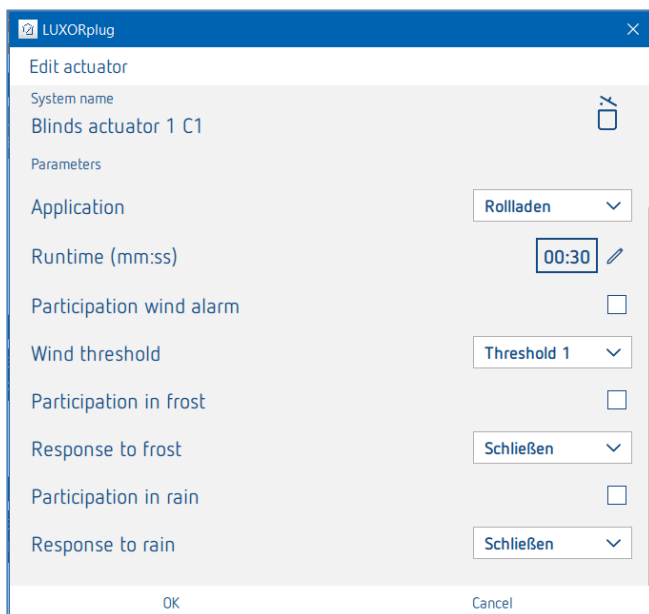 LUXORplug
Edit actuator
System name
Blinds actuator 1 C1
Parameters
Application Rollladen
Runtime (mm:ss) 00:30
Participation wind alarm
Wind threshold Threshold 1
Participation in frost
Response to frost Schließen
Participation in rain
Response to rain Schließen
OK Cancel